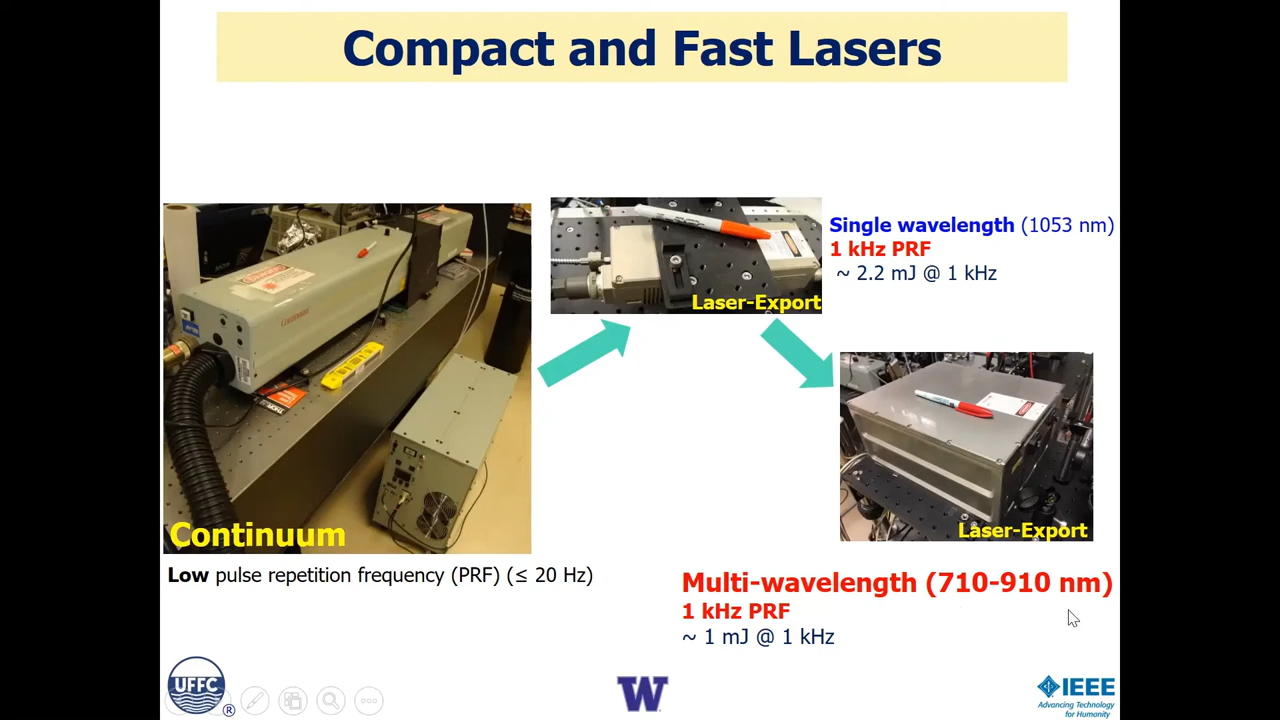 Compact and Fast Lasers
Single wavelength (1053 nm)
1 kHz PRF
~ 2.2 mJ @ 1 kHz
Laser-Export
Continuum
Low pulse repetition frequency (PRF) (≤ 20 Hz)
Laser-Export
Multi-wavelength (710-910 nm)
1 kHz PRF
~ 1 mJ @ 1 kHz
UFFC
®
W
IEEE
Advancing Technology
for Humanity